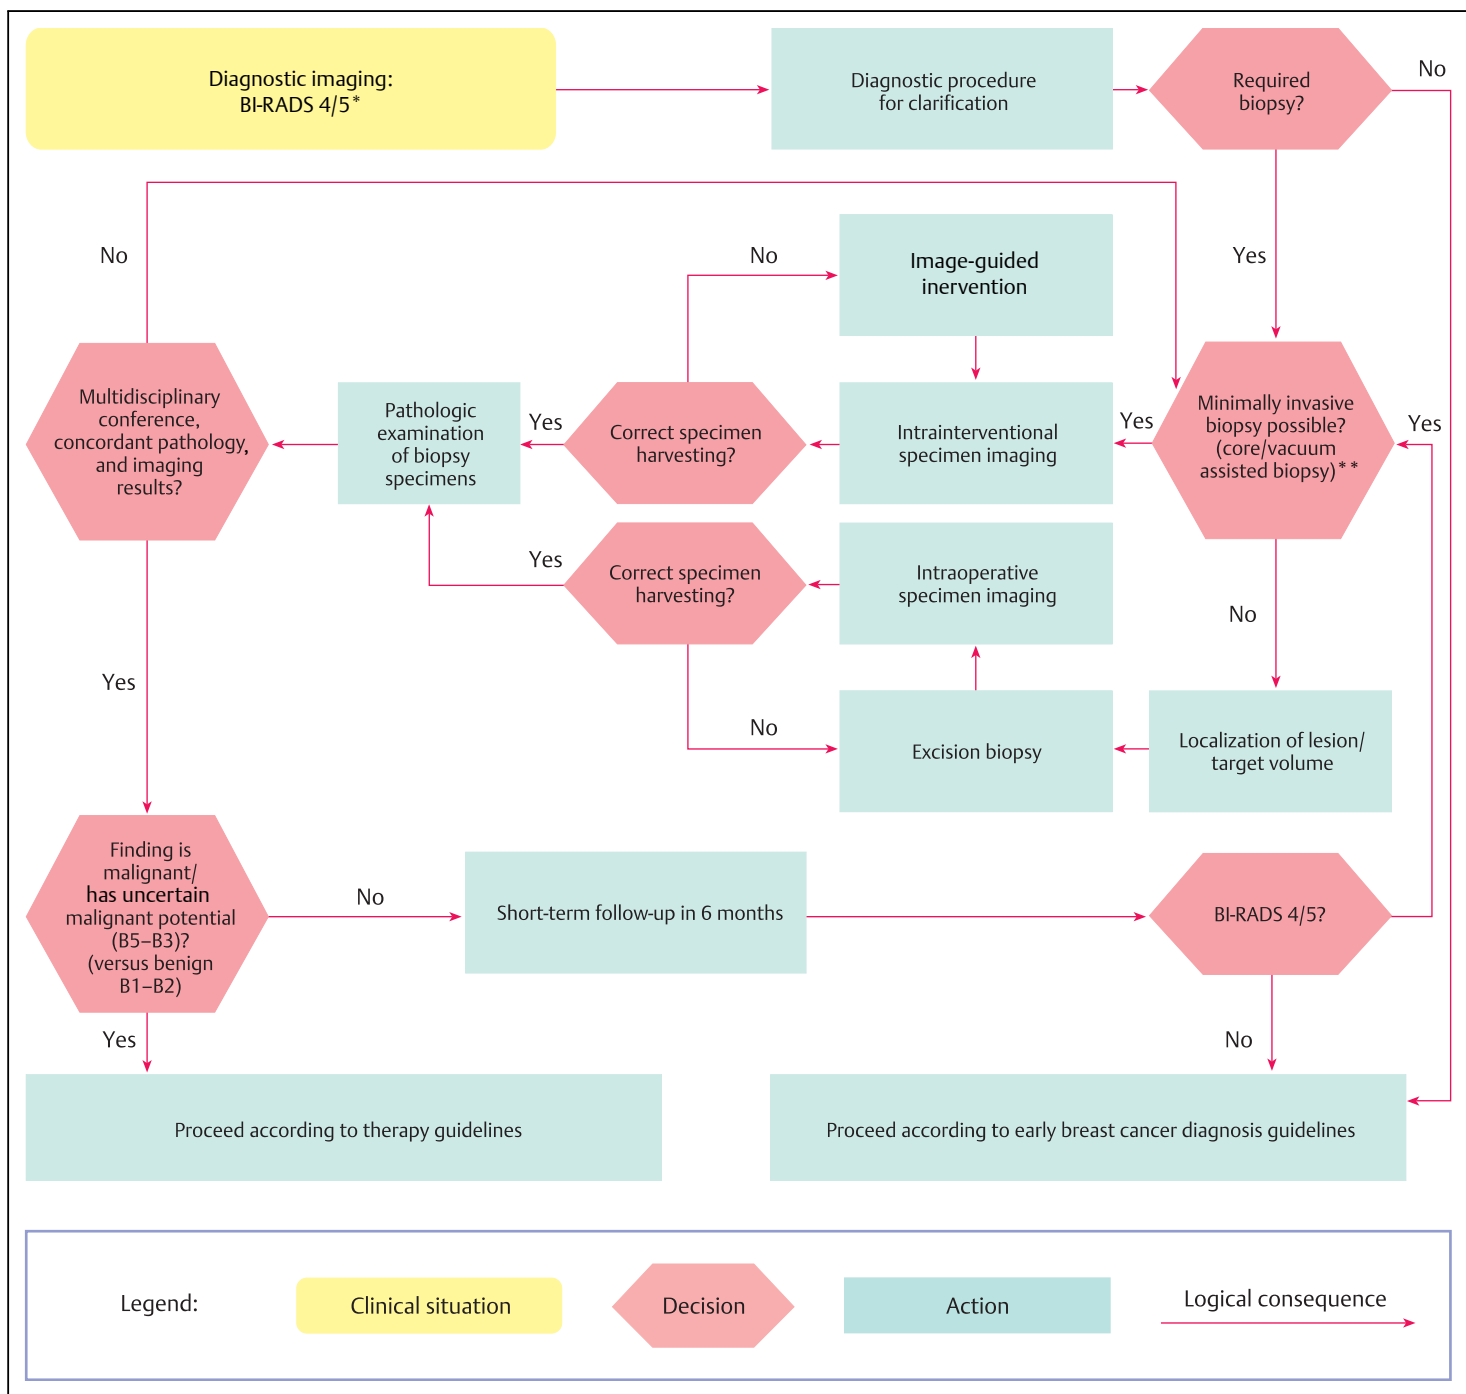 Diagnostic imaging:
BI-RADS 4/5*
Diagnostic procedure
for clarification
Required
biopsy?
No
Yes
No
No
Image-guided
inervention
Multidisciplinary
conference,
concordant pathology,
and imaging
results?
Pathologic
examination
of biopsy
specimens
Yes
Correct specimen
harvesting?
Intrainterventional
specimen imaging
Yes
Minimally invasive
biopsy possible?
(core/vacuum
assisted biopsy)**
Yes
Yes
Correct specimen
harvesting?
Intraoperative
specimen imaging
No
Yes
No
Excision biopsy
Localization of lesion/
target volume
Finding is
malignant/
has uncertain
malignant potential
(B5–B3)?
(versus benign
B1–B2)
No
Short-term follow-up in 6 months
BI-RADS 4/5?
Yes
No
Proceed according to therapy guidelines
Proceed according to early breast cancer diagnosis guidelines
Legend:
Clinical situation
Decision
Action
Logical consequence